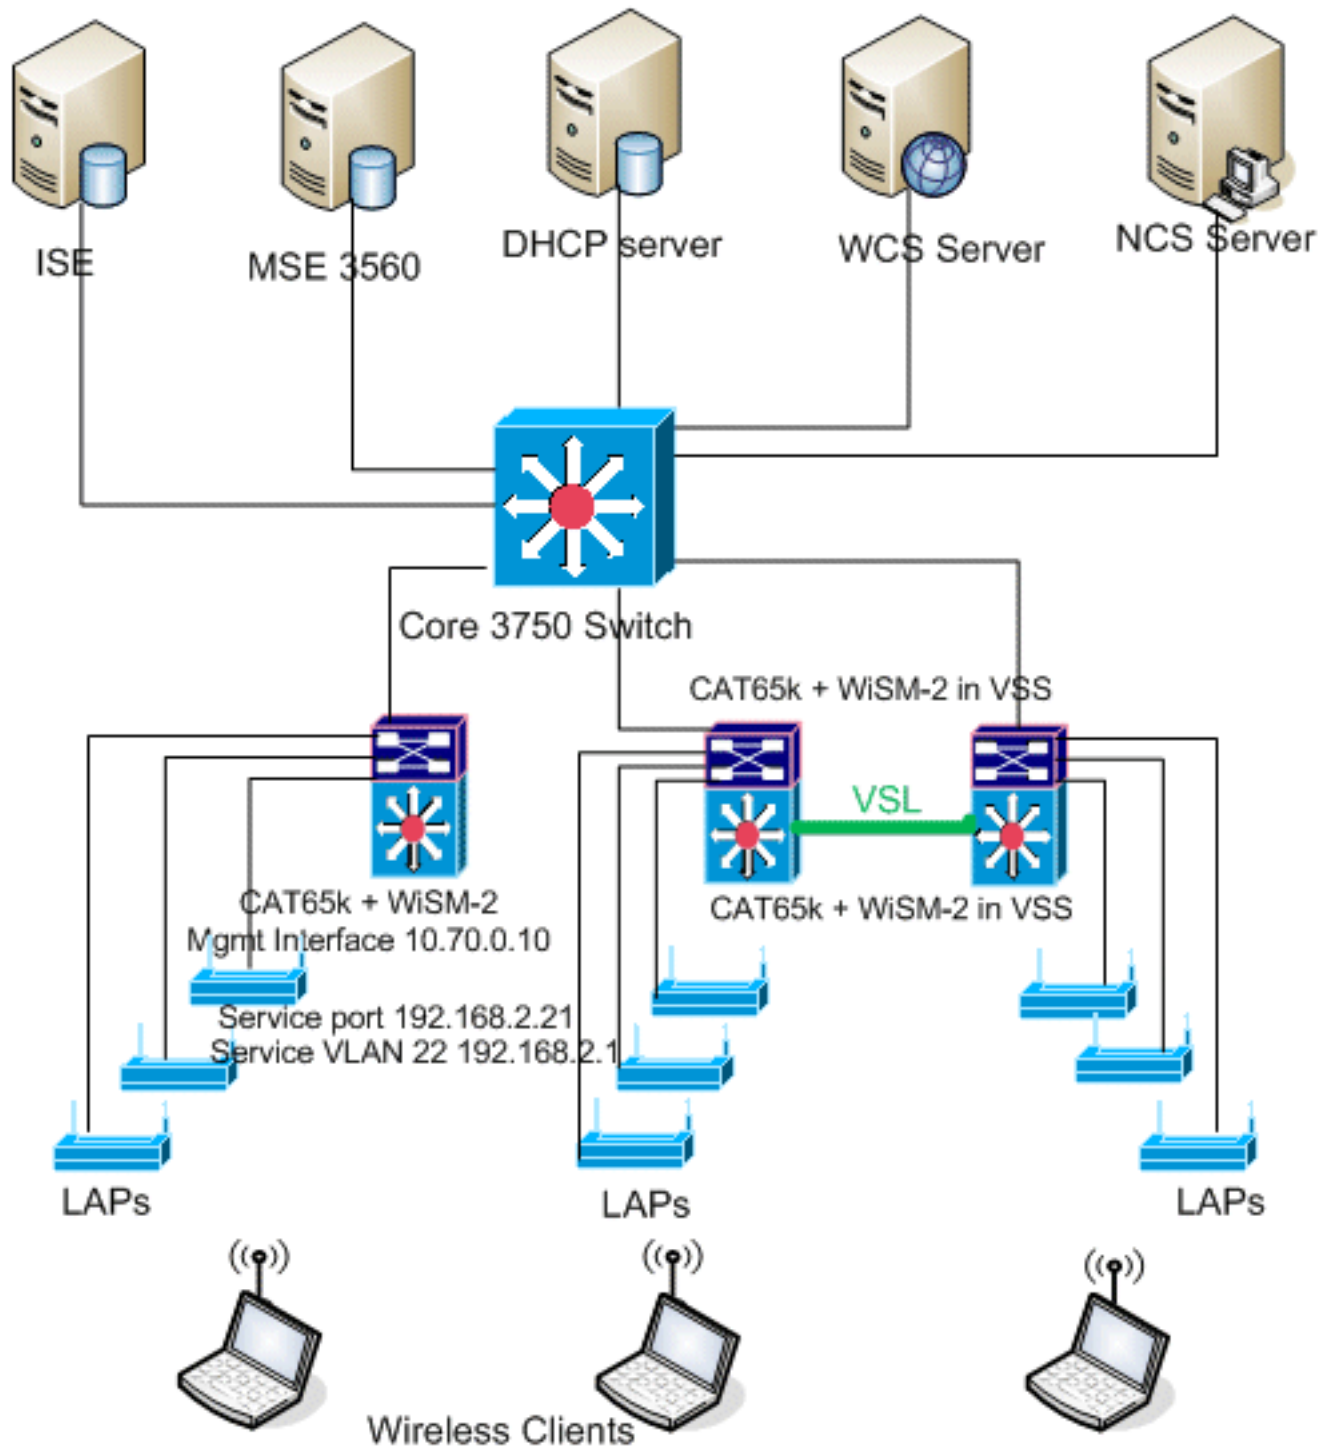 ISE
MSE 3560
DHCP server
WCS Server
NCS Server
Core 3750 Switch
CAT65k + WiSM-2 in VSS
VSL
CAT65k + WiSM-2
Mgmt Interface 10.70.0.10
CAT65k + WiSM-2 in VSS
Service port 192.168.2.21
Service VLAN 22 192.168.2.1
LAPs
LAPs
LAPs
Wireless Clients